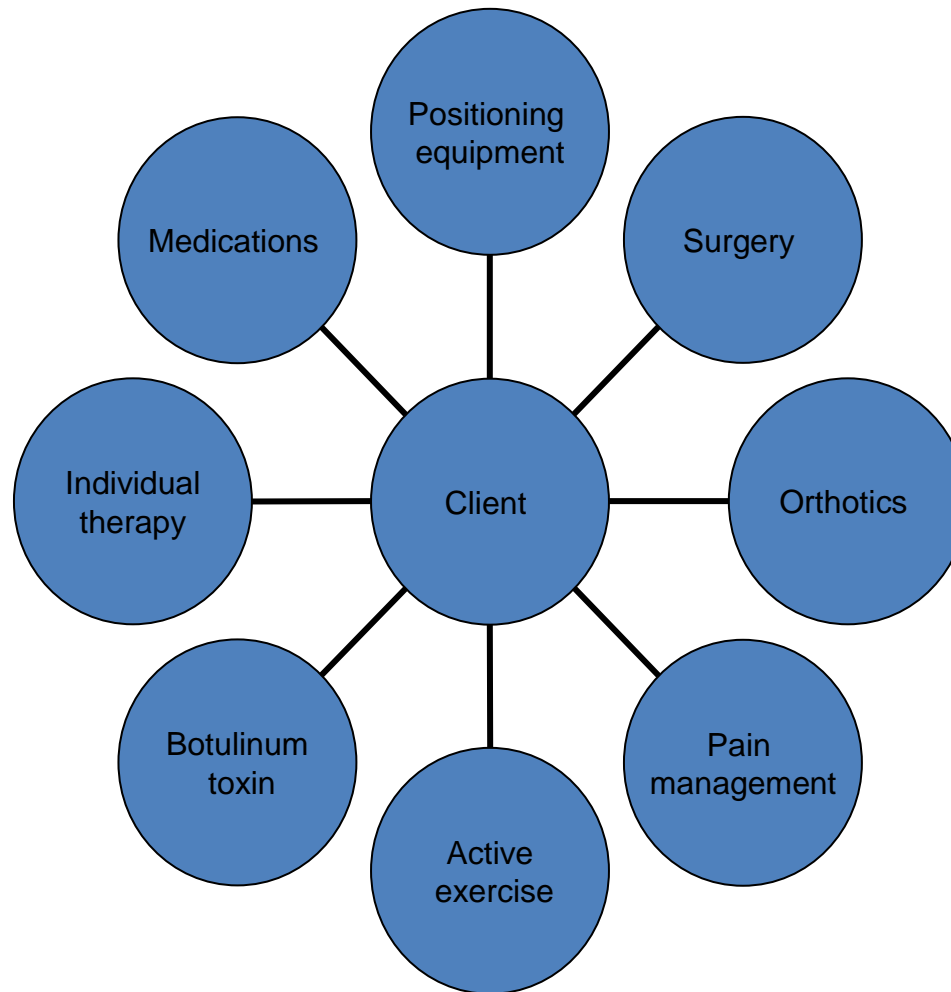 Positioning
equipment
Medications
Surgery
Individual
therapy
Client
Orthotics
Botulinum
toxin
Pain
management
Active
exercise